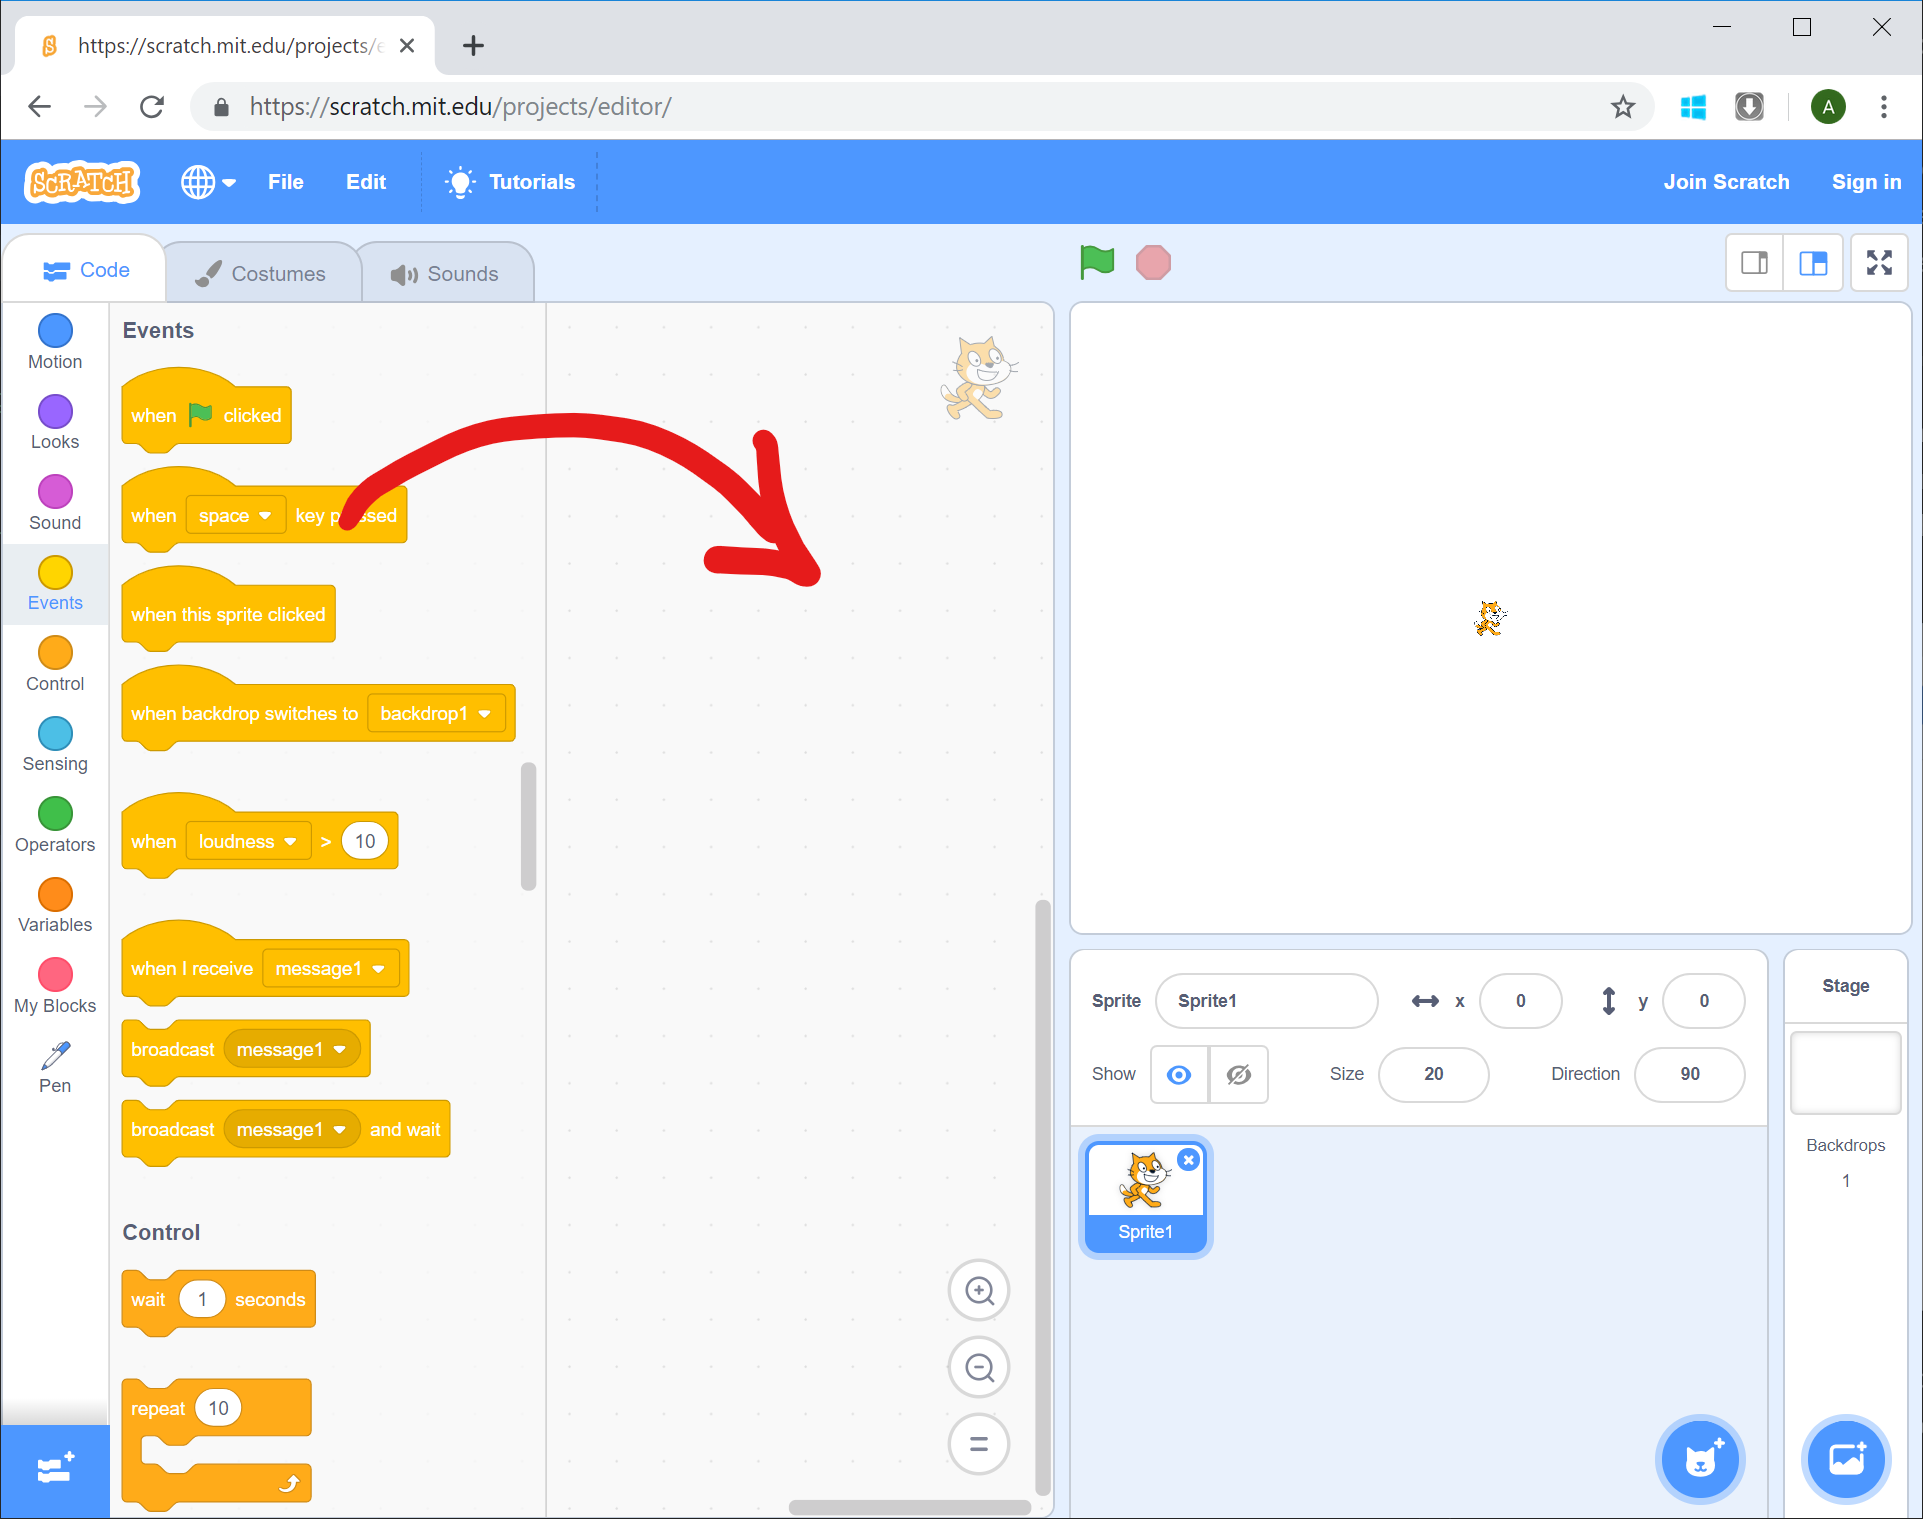 https://scratch.mit.edu/projects/e
https://scratch.mit.edu/projects/editor/
A
SCRATCH
File
Edit
Tutorials
Join Scratch
Sign in
Code
Costumes
Sounds
Motion
Looks
Sound
Events
Control
Sensing
Operators
Variables
My Blocks
Pen
Events
when clicked
when space key pressed
when this sprite clicked
when backdrop switches to backdrop1
when loudness > 10
when I receive message1
broadcast message1
broadcast message1 and wait
Control
wait 1 seconds
repeat 10
Sprite Sprite1 x 0 y 0
Show Size 20 Direction 90
Sprite1
Stage
Backdrops
1